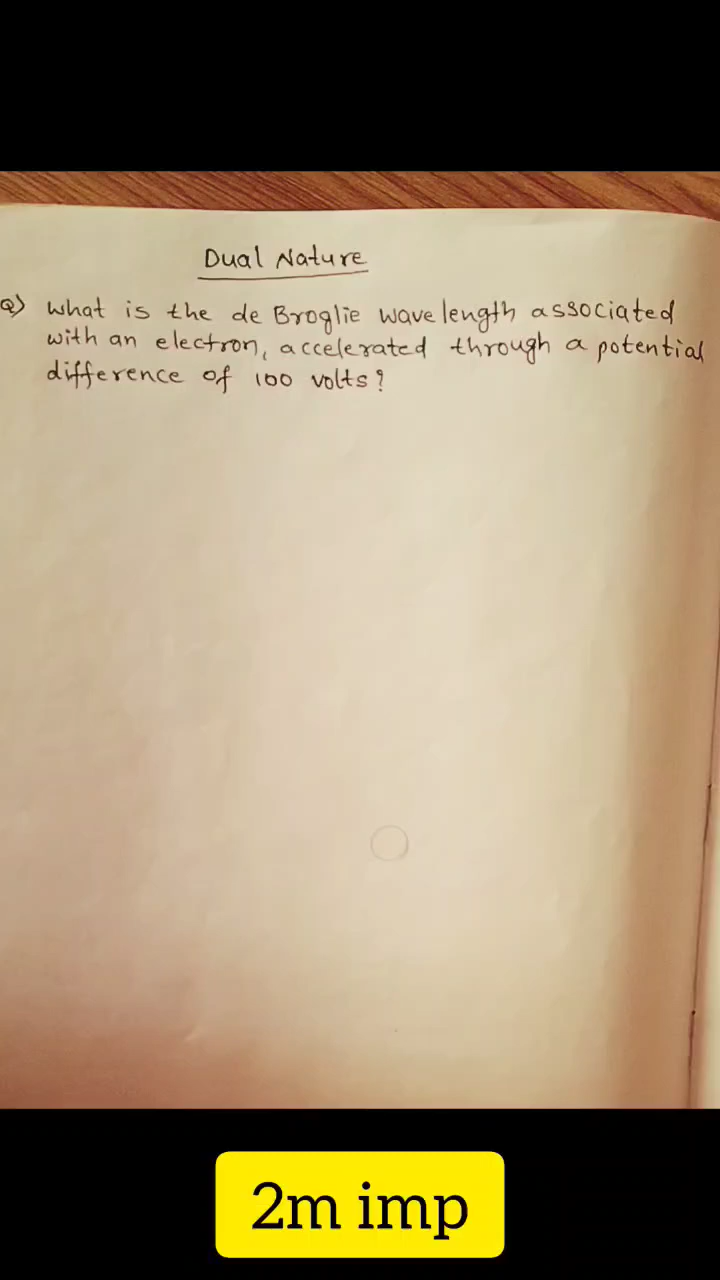 Dual Nature
Q) What is the de Broglie wavelength associated
with an electron, accelerated through a potential
difference of 100 volts?
2m imp